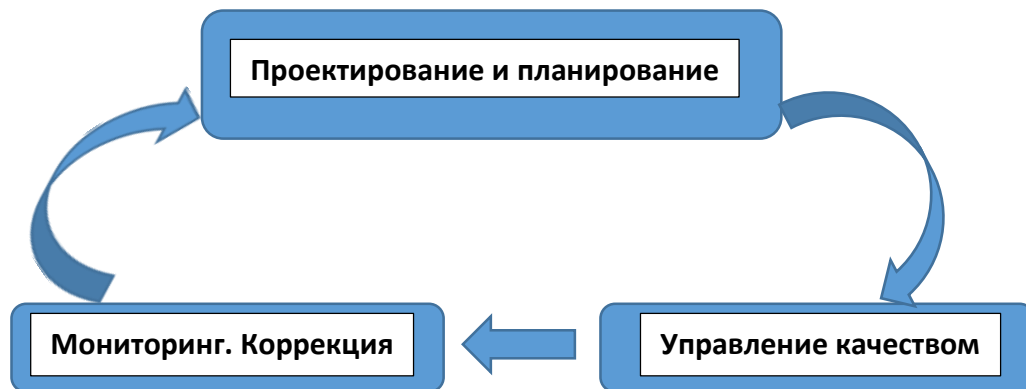 Проектирование и планирование
Мониторинг. Коррекция
Управление качеством